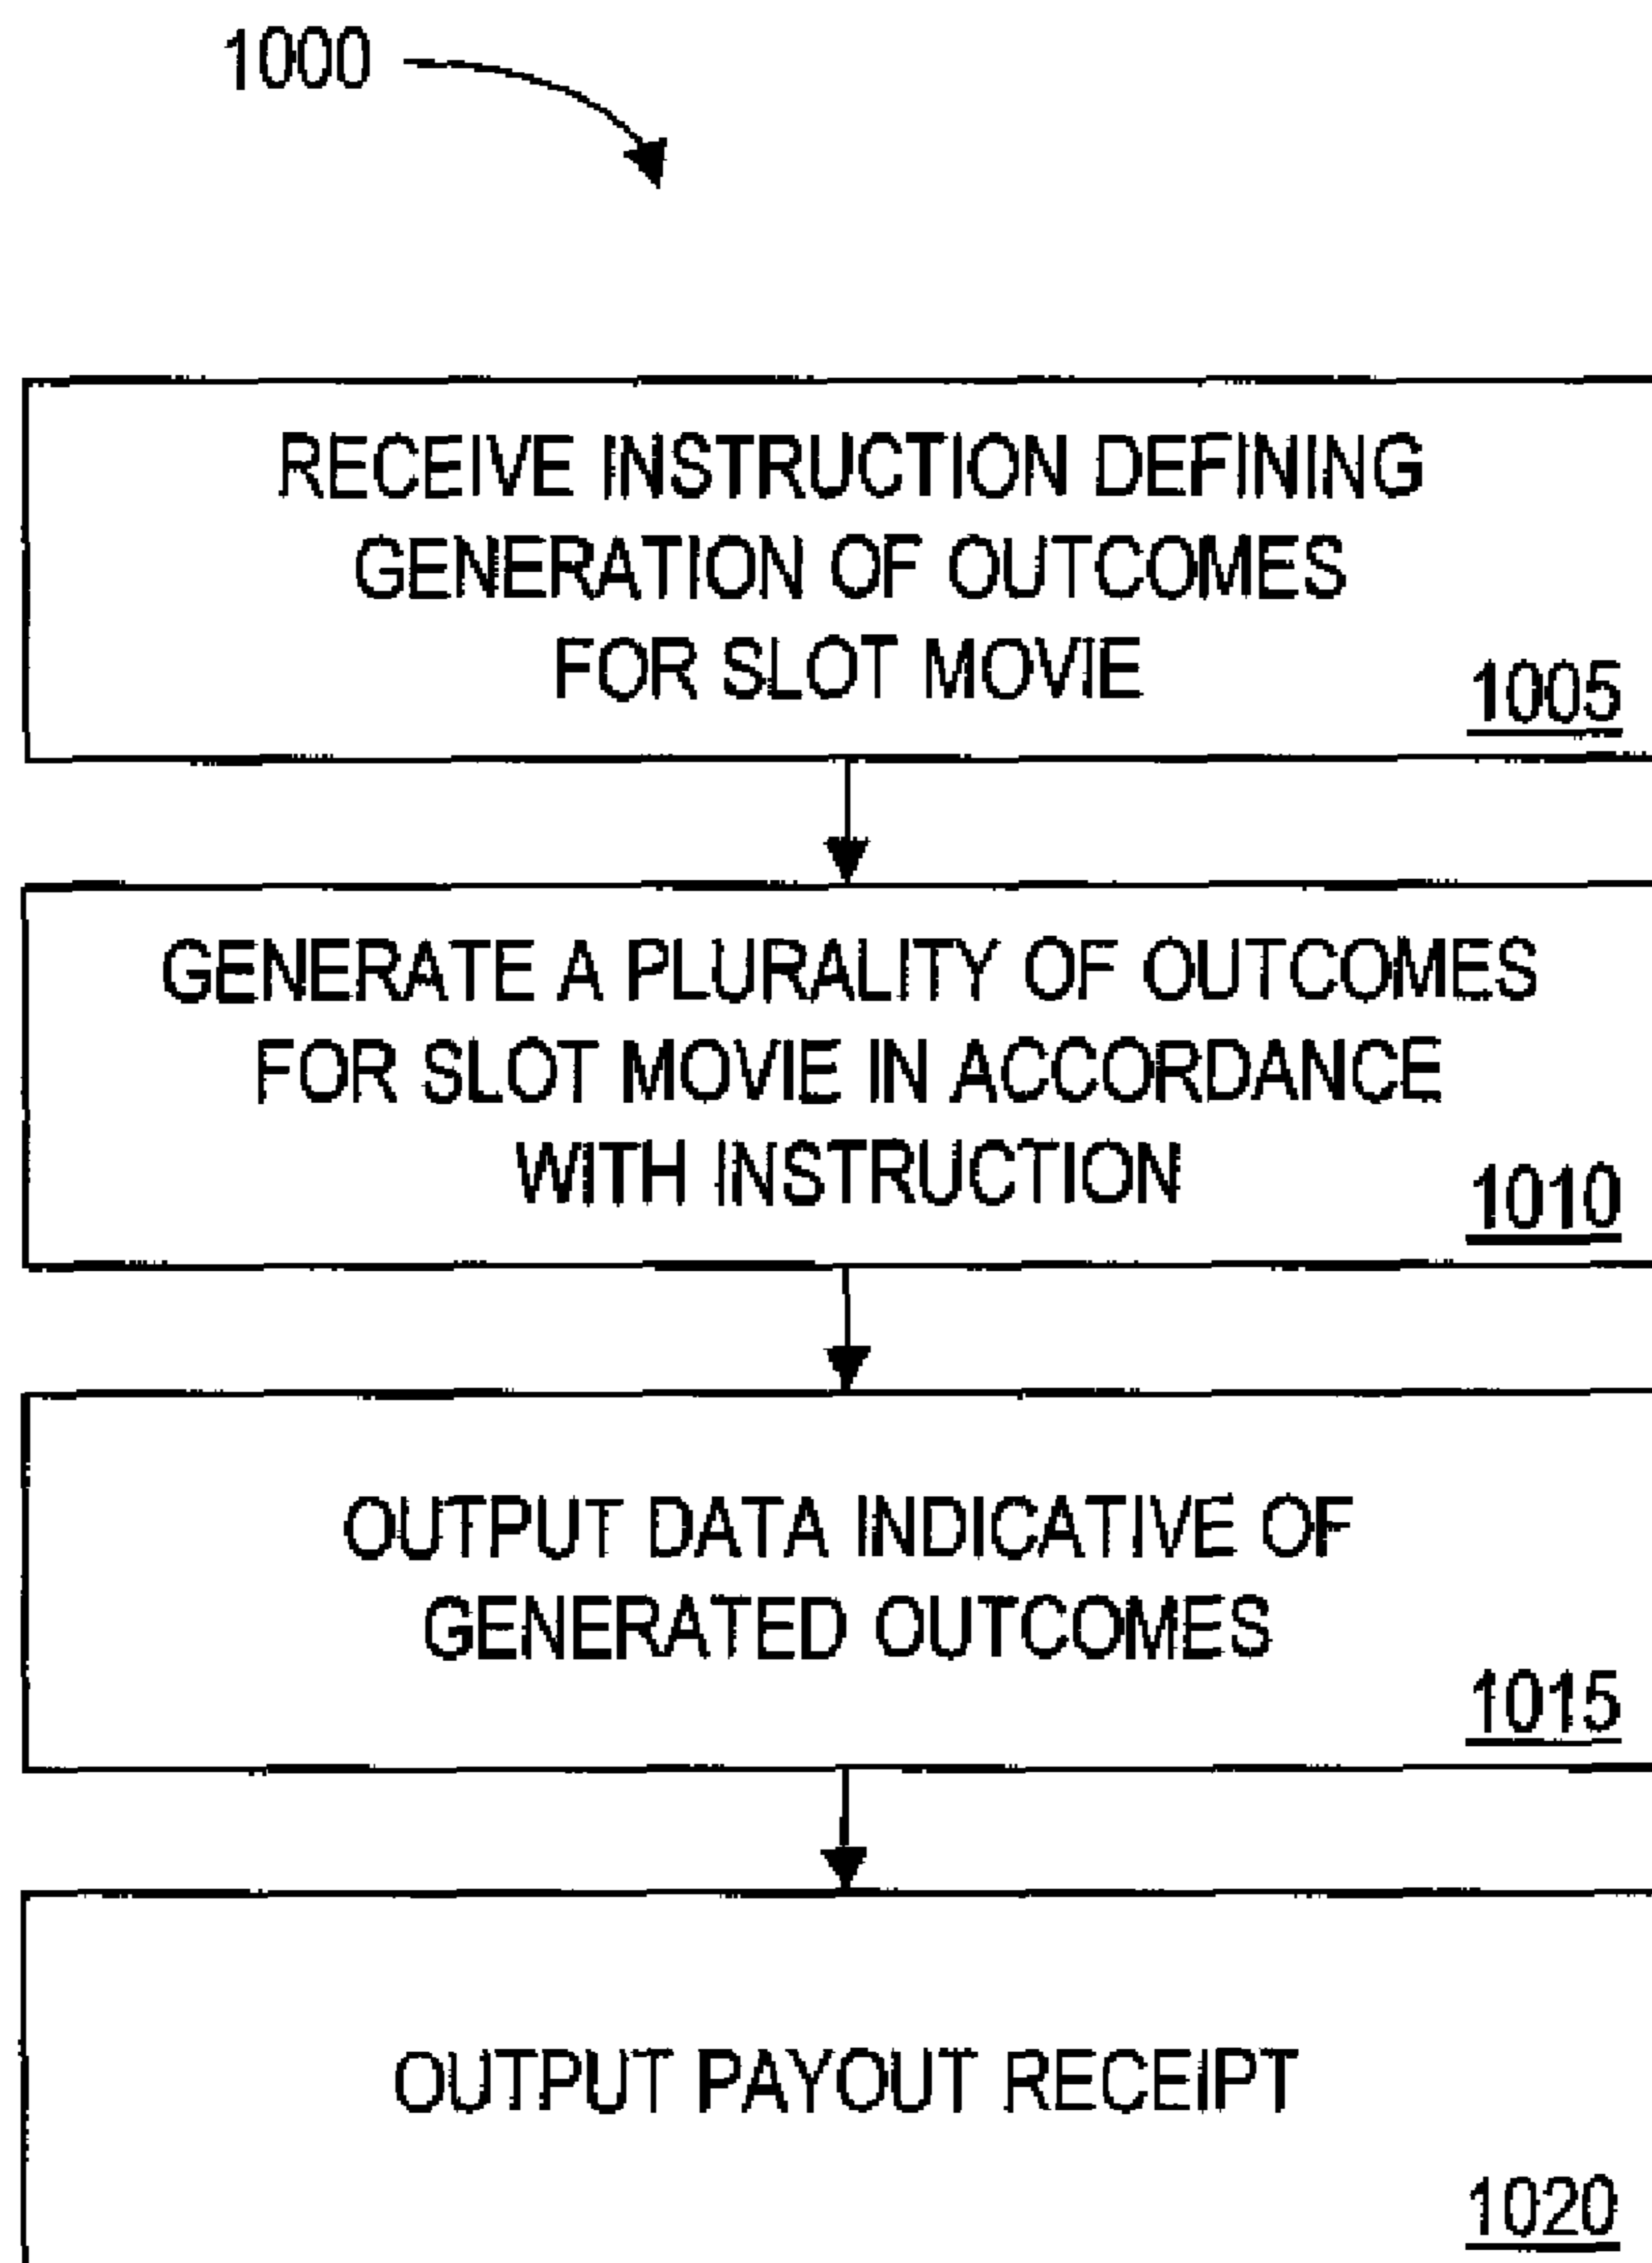 1000
RECEIVE INSTRUCTION DEFINING
GENERATION OF OUTCOMES
FOR SLOT MOVIE
1005
GENERATE A PLURALITY OF OUTCOMES
FOR SLOT MOVIE IN ACCORDANCE
WITH INSTRUCTION
1010
OUTPUT DATA INDICATIVE OF
GENERATED OUTCOMES
1015
OUTPUT PAYOUT RECEIPT
1020